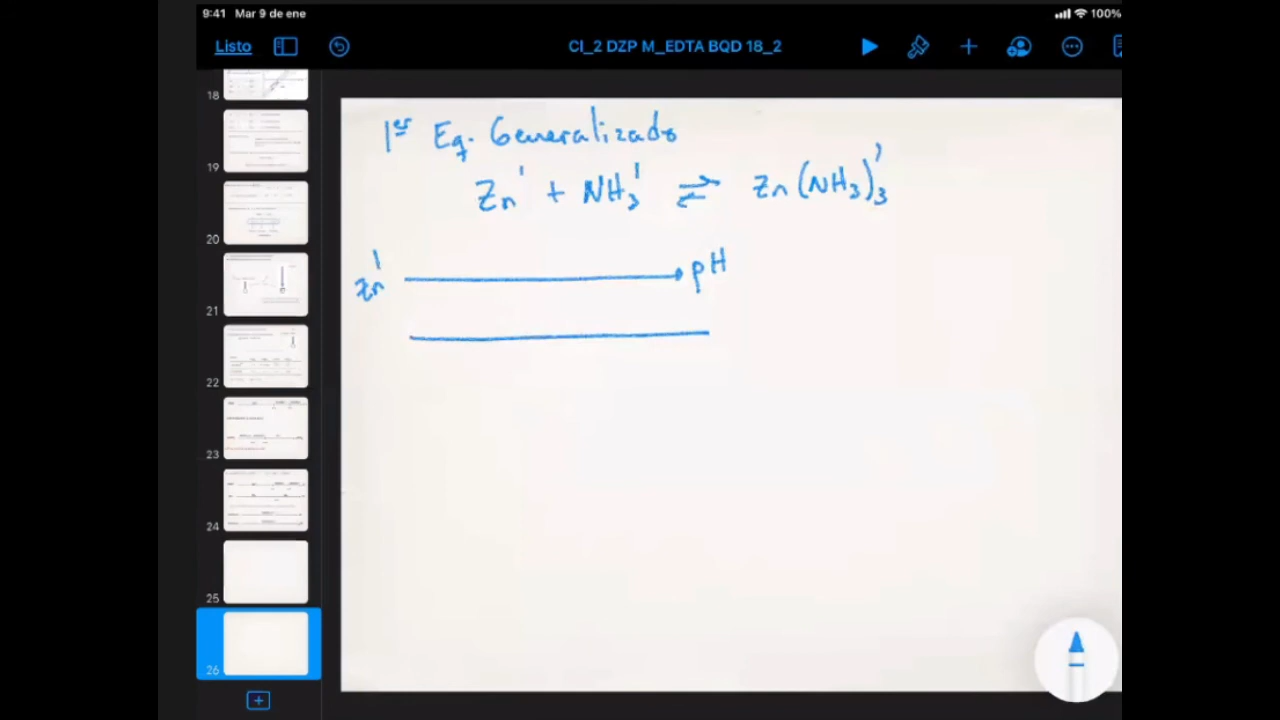 9:41 Mar 9 de ene
100%
Listo
CI_2 DZP M_EDTA BQD 18_2
18
19
20
21
22
23
24
25
26
1er Eq. Generalizado
Zn' + NH3' ⇌ Zn(NH3)3'
Zn'
pH